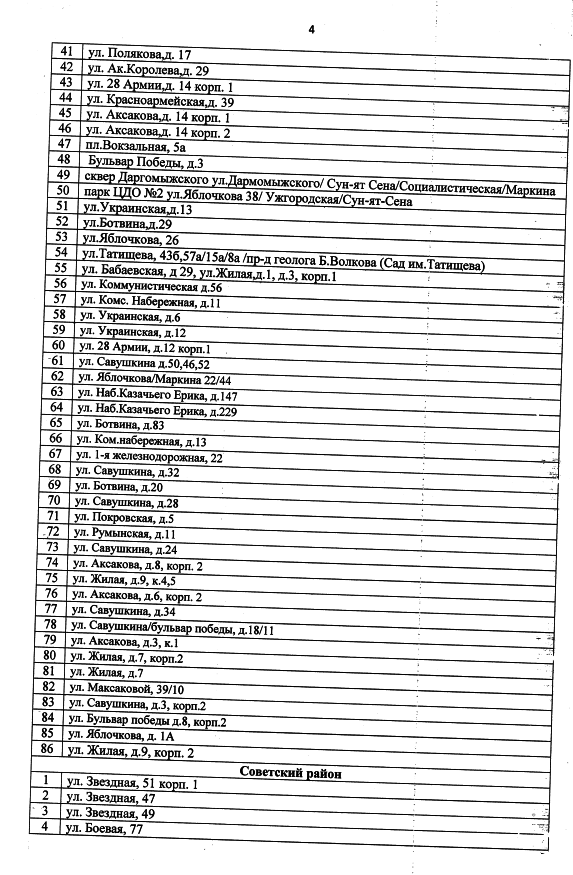 4
41 ул. Полякова,д. 17
42 ул. Ак.Королева,д. 29
43 ул. 28 Армии,д. 14 корп. 1
44 ул. Красноармейская,д. 39
45 ул. Аксакова,д. 14 корп. 1
46 ул. Аксакова,д. 14 корп. 2
47 пл.Вокзальная, 5а
48 Бульвар Победы, д.3
49 сквер Даргомыжского ул.Дармомыжского/ Сун-ят Сена/Социалистическая/Маркина
50 парк ЦДО №2 ул.Яблочкова 38/ Ужгородская/Сун-ят-Сена
51 ул.Украинская,д.13
52 ул.Ботвина,д.29
53 ул.Яблочкова, 26
54 ул.Татищева, 43б,57а/15а/8а /пр-д геолога Б.Волкова (Сад им.Татищева)
55 ул. Бабаевская, д 29, ул.Жилая,д.1, д.3, корп.1
56 ул. Коммунистическая д.56
57 ул. Комс. Набережная, д.11
58 ул. Украинская, д.6
59 ул. Украинская, д.12
60 ул. 28 Армии, д.12 корп.1
61 ул. Савушкина д.50,46,52
62 ул. Яблочкова/Маркина 22/44
63 ул. Наб.Казачьего Ерика, д.147
64 ул. Наб.Казачьего Ерика, д.229
65 ул. Ботвина, д.83
66 ул. Ком.набережная, д.13
67 ул. 1-я железнодорожная, 22
68 ул. Савушкина, д.32
69 ул. Ботвина, д.20
70 ул. Савушкина, д.28
71 ул. Покровская, д.5
72 ул. Румынская, д.11
73 ул. Савушкина, д.24
74 ул. Аксакова, д.8, корп. 2
75 ул. Жилая, д.9, к.4,5
76 ул. Аксакова, д.6, корп. 2
77 ул. Савушкина, д.34
78 ул. Савушкина/бульвар победы, д.18/11
79 ул. Аксакова, д.3, к.1
80 ул. Жилая, д.7, корп.2
81 ул. Жилая, д.7
82 ул. Максаковой, 39/10
83 ул. Савушкина, д.3, корп.2
84 ул. Бульвар победы д.8, корп.2
85 ул. Яблочкова, д. 1А
86 ул. Жилая, д.9, корп. 2
Советский район
1 ул. Звездная, 51 корп. 1
2 ул. Звездная, 47
3 ул. Звездная, 49
4 ул. Боевая, 77